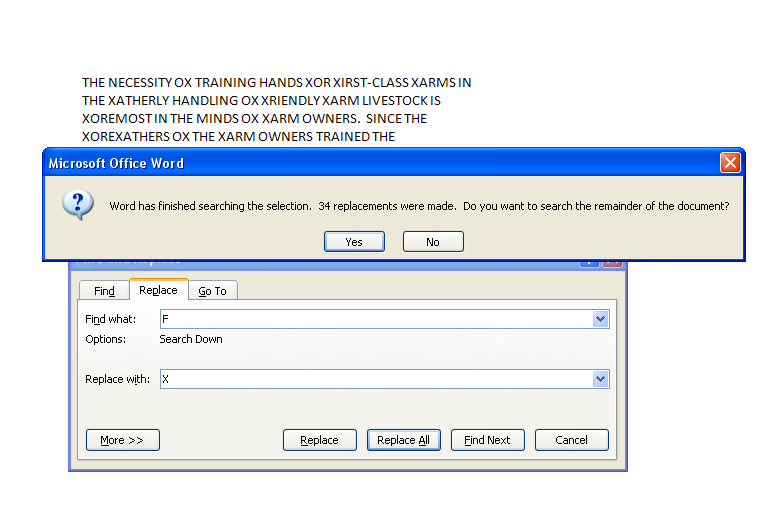 THE NECESSITY OX TRAINING HANDS XOR XIRST-CLASS XARMS IN
THE XATHERLY HANDLING OX XRIENDLY XARM LIVESTOCK IS
XOREMOST IN THE MINDS OX XARM OWNERS.  SINCE THE
XOREXATHERS OX THE XARM OWNERS TRAINED THE
Microsoft Office Word
Word has finished searching the selection.  34 replacements were made.  Do you want to search the remainder of the document?
Yes No
Find Replace Go To
Find what: F
Options: Search Down
Replace with: X
More >> Replace Replace All Find Next Cancel